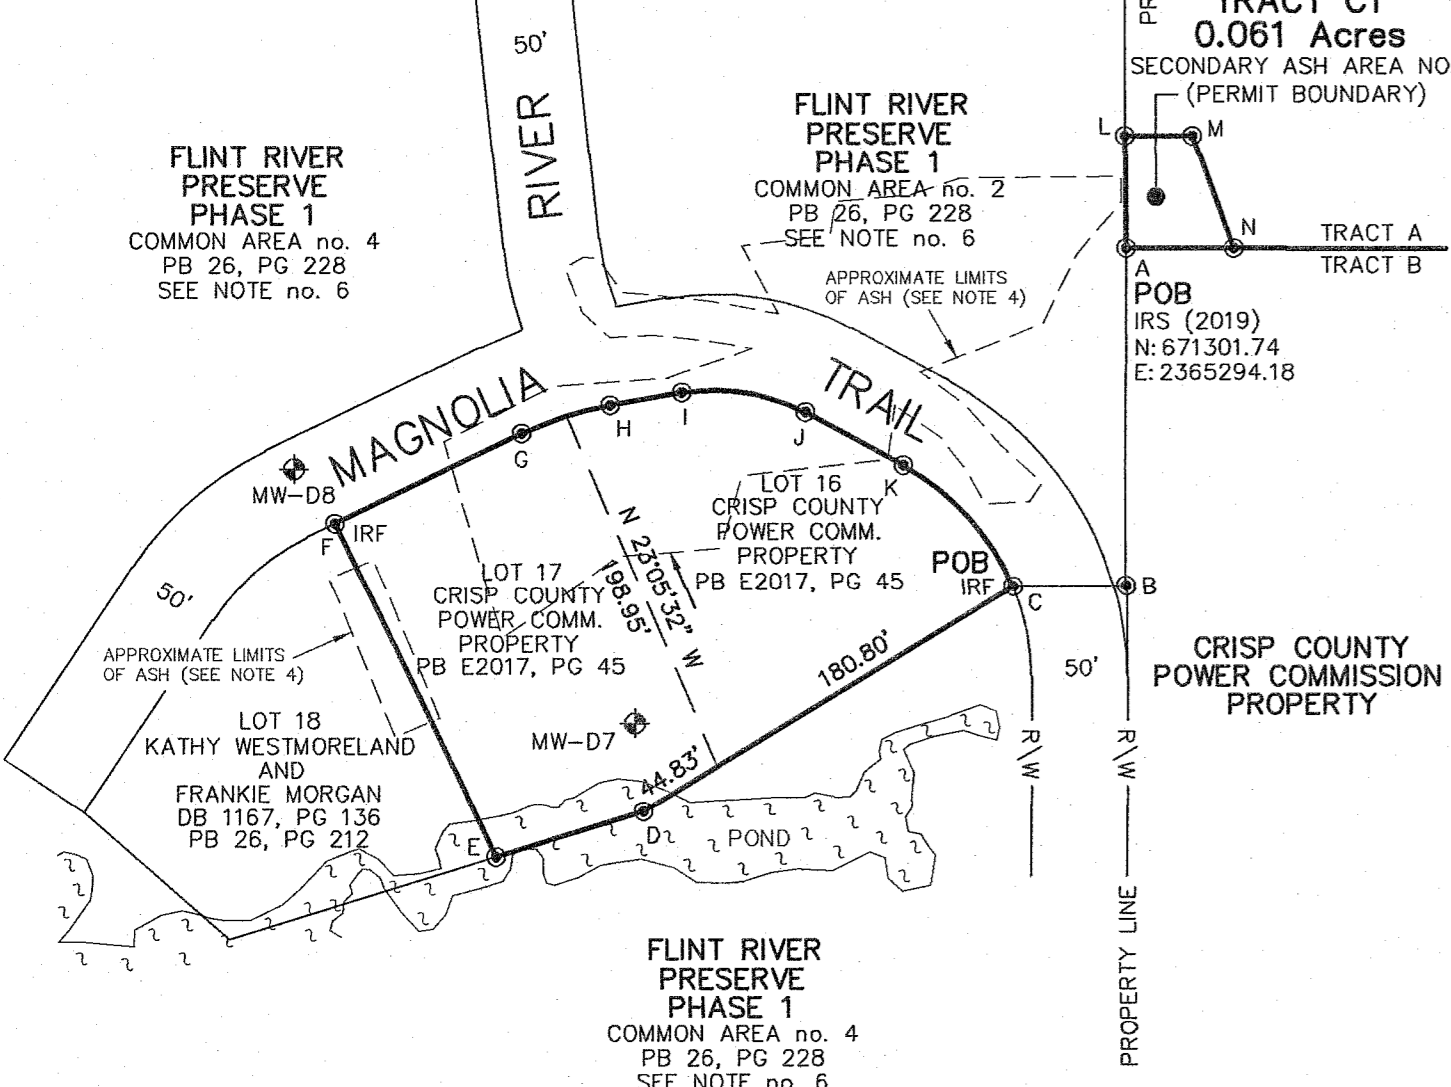 50'
RIVER
PR
TRACT C1
0.061 Acres
SECONDARY ASH AREA NO
(PERMIT BOUNDARY)
L
M
N
A
TRACT A
TRACT B
POB
IRS (2019)
N: 671301.74
E: 2365294.18
FLINT RIVER
PRESERVE
PHASE 1
COMMON AREA no. 4
PB 26, PG 228
SEE NOTE no. 6
FLINT RIVER
PRESERVE
PHASE 1
COMMON AREA no. 2
PB 26, PG 228
SEE NOTE no. 6
APPROXIMATE LIMITS
OF ASH (SEE NOTE 4)
MAGNOLIA
TRAIL
G
H
I
J
K
MW-D8
F
IRF
50'
LOT 16
CRISP COUNTY
POWER COMM.
PROPERTY
PB E2017, PG 45
LOT 17
CRISP COUNTY
POWER COMM.
PROPERTY
PB E2017, PG 45
N 23°05'32" W
198.95'
POB
IRF
C
B
180.80'
44.83'
50'
CRISP COUNTY
POWER COMMISSION
PROPERTY
APPROXIMATE LIMITS
OF ASH (SEE NOTE 4)
LOT 18
KATHY WESTMORELAND
AND
FRANKIE MORGAN
DB 1167, PG 136
PB 26, PG 212
MW-D7
E
D
POND
R\W
R\W
PROPERTY LINE
FLINT RIVER
PRESERVE
PHASE 1
COMMON AREA no. 4
PB 26, PG 228
SEE NOTE no. 6